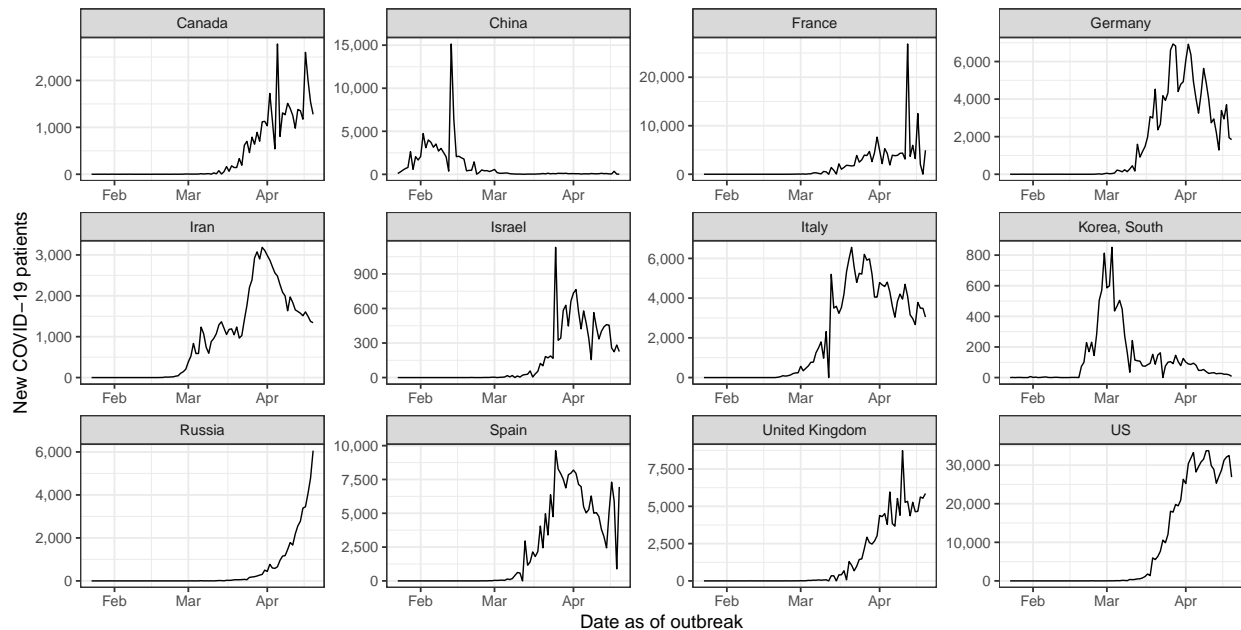 Canada
China
France
Germany
0
1,000
2,000
0
5,000
10,000
15,000
0
10,000
20,000
0
2,000
4,000
6,000
Feb Mar Apr
Feb Mar Apr
Feb Mar Apr
Feb Mar Apr
Iran
Israel
Italy
Korea, South
0
1,000
2,000
3,000
0
300
600
900
0
2,000
4,000
6,000
0
200
400
600
800
Feb Mar Apr
Feb Mar Apr
Feb Mar Apr
Feb Mar Apr
Russia
Spain
United Kingdom
US
0
2,000
4,000
6,000
0
2,500
5,000
7,500
10,000
0
2,500
5,000
7,500
0
10,000
20,000
30,000
Feb Mar Apr
Feb Mar Apr
Feb Mar Apr
Feb Mar Apr
New COVID−19 patients
Date as of outbreak